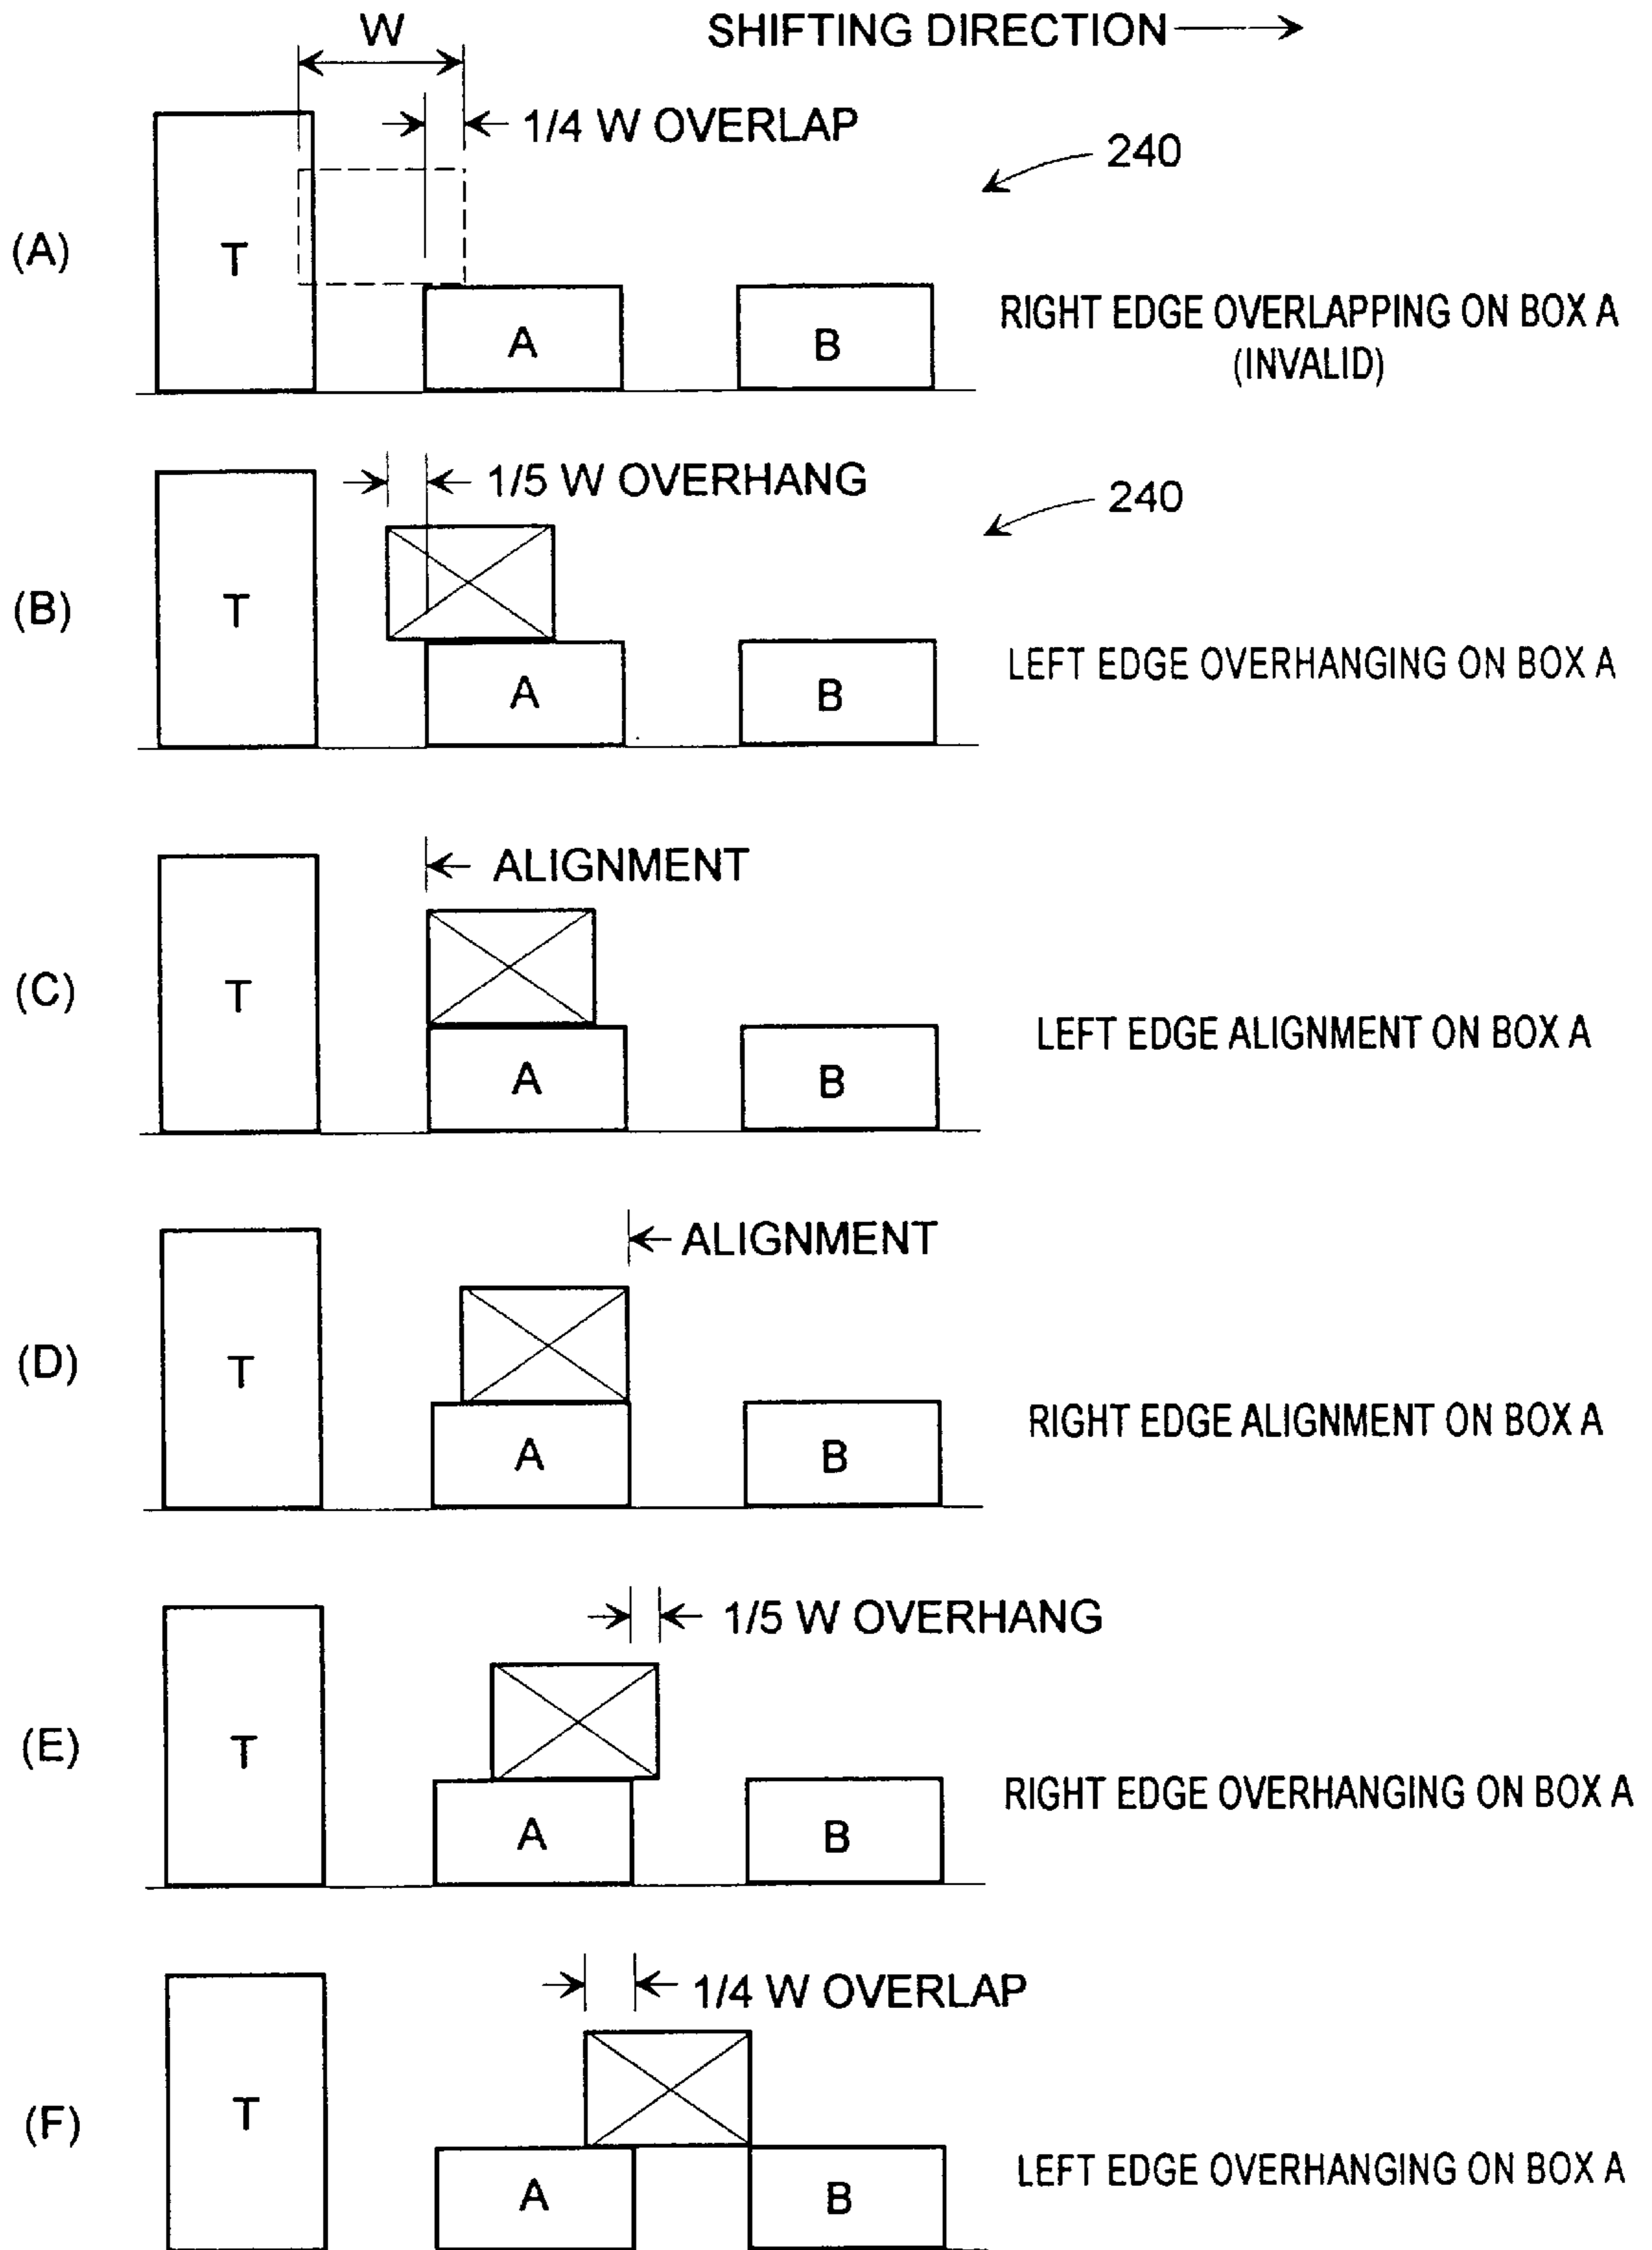 W
SHIFTING DIRECTION
1/4 W OVERLAP
240
(A)
T
A
B
RIGHT EDGE OVERLAPPING ON BOX A
(INVALID)
1/5 W OVERHANG
240
(B)
T
A
B
LEFT EDGE OVERHANGING ON BOX A
ALIGNMENT
(C)
T
A
B
LEFT EDGE ALIGNMENT ON BOX A
ALIGNMENT
(D)
T
A
B
RIGHT EDGE ALIGNMENT ON BOX A
1/5 W OVERHANG
(E)
T
A
B
RIGHT EDGE OVERHANGING ON BOX A
1/4 W OVERLAP
(F)
T
A
B
LEFT EDGE OVERHANGING ON BOX A